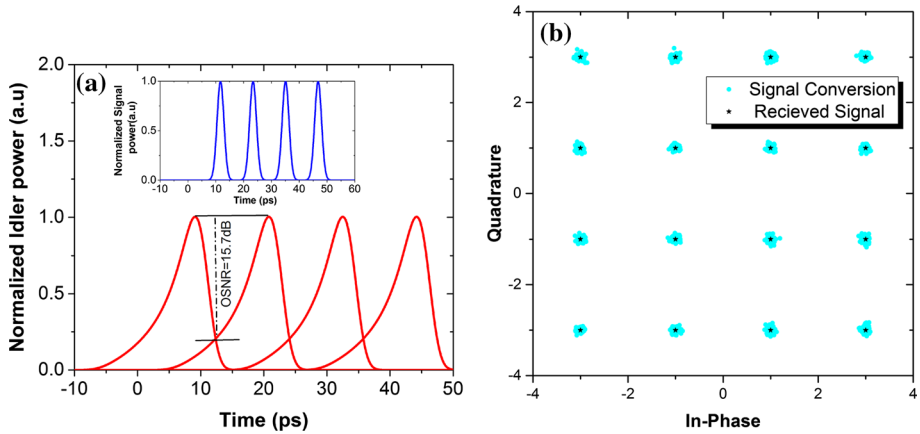 (a)
2.0
1.5
1.0
0.5
0.0
Normalized Idler power (a.u)
-10 0 10 20 30 40 50
Time (ps)
OSNR=15.7dB
1.0
0.5
0.0
Normalized Signal
power(a.u)
-10 0 10 20 30 40 50 60
Time (ps)
(b)
4
2
0
-2
-4
Quadrature
Signal Conversion
Recieved Signal
-4 -2 0 2 4
In-Phase